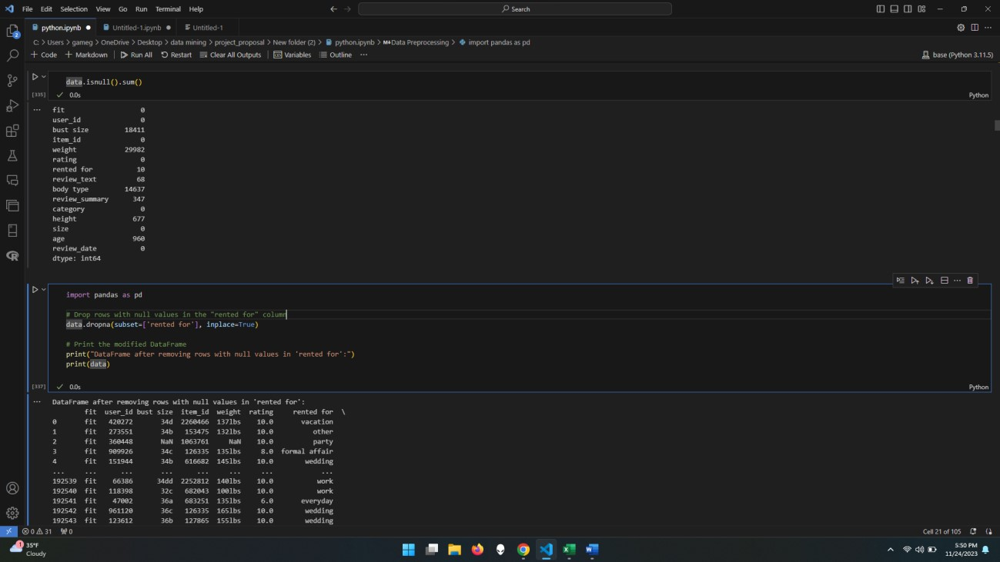 File Edit Selection View Go Run Terminal Help
Search
python.ipynb Untitled-1.ipynb Untitled-1
C: > Users > gameg > OneDrive > Desktop > data mining > project_proposal > New folder (2) > python.ipynb > M+Data Preprocessing > import pandas as pd
+ Code + Markdown Run All Restart Clear All Outputs Variables Outline ...
base (Python 3.11.5)
data.isnull().sum()
[335] 0.0s Python
fit 0
user_id 0
bust size 18411
item_id 0
weight 29982
rating 0
rented for 10
review_text 68
body type 14637
review_summary 347
category 0
height 677
size 0
age 960
review_date 0
dtype: int64
import pandas as pd
# Drop rows with null values in the "rented for" column
data.dropna(subset=['rented for'], inplace=True)
# Print the modified DataFrame
print("DataFrame after removing rows with null values in 'rented for':")
print(data)
[337] 0.0s Python
DataFrame after removing rows with null values in 'rented for':
fit user_id bust size item_id weight rating rented for \
0 fit 420272 34d 2260466 137lbs 10.0 vacation
1 fit 273551 34b 153475 132lbs 10.0 other
2 fit 360448 NaN 1063761 NaN 10.0 party
3 fit 909926 34c 126335 135lbs 8.0 formal affair
4 fit 151944 34b 616682 145lbs 10.0 wedding
... ... ... ... ... ... ... ...
192539 fit 66386 34dd 2252812 140lbs 10.0 work
192540 fit 118398 32c 682043 100lbs 10.0 work
192541 fit 47002 36a 683251 135lbs 6.0 everyday
192542 fit 961120 36c 126335 165lbs 10.0 wedding
192543 fit 123612 36b 127865 155lbs 10.0 wedding
0 31 0
Cell 21 of 105
35°F
Cloudy
5:50 PM
11/24/2023